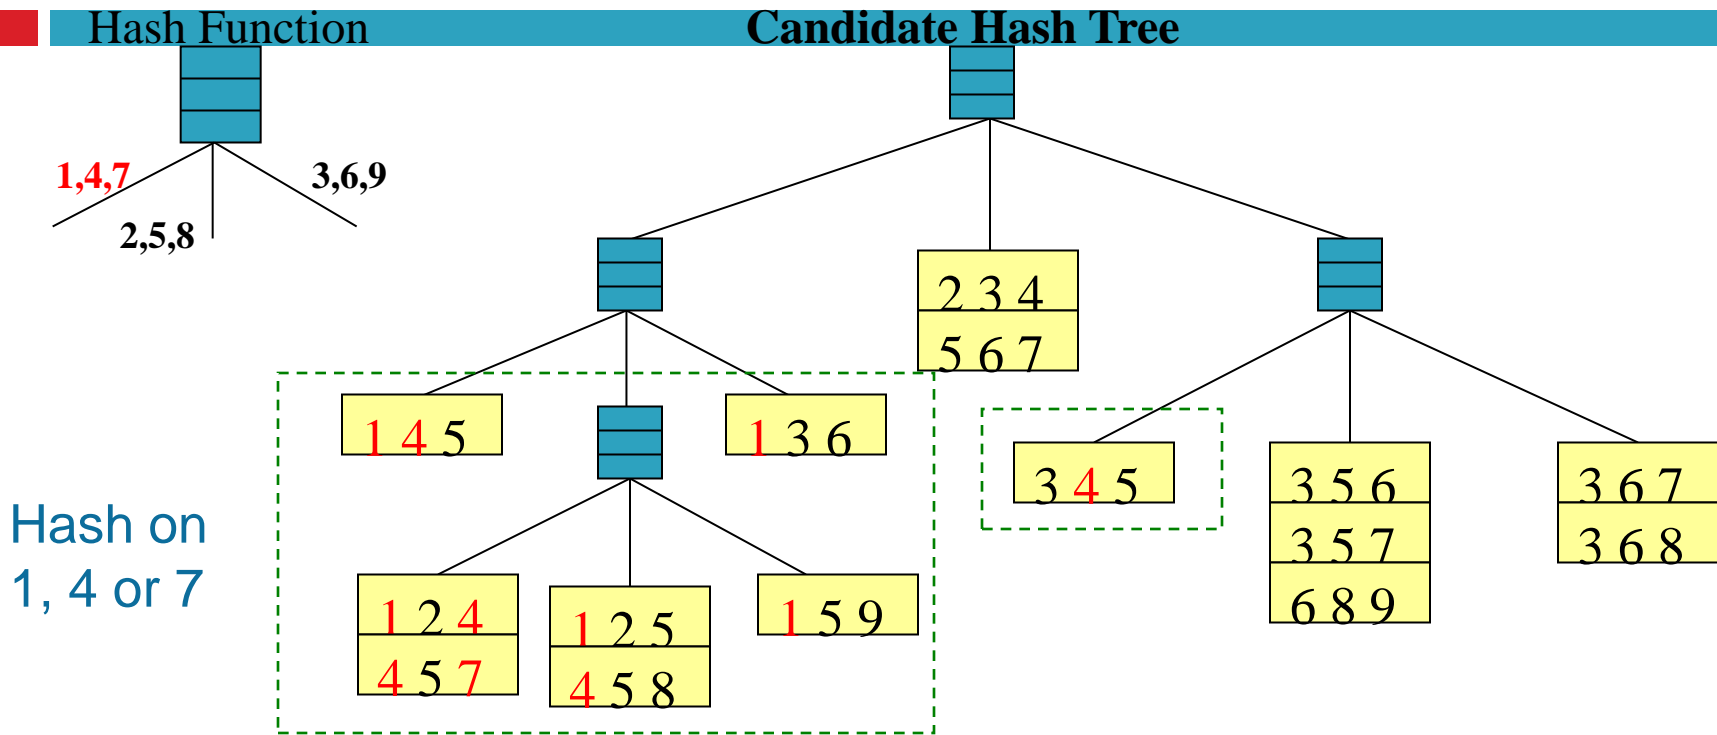 Hash Function
Candidate Hash Tree
1,4,7
3,6,9
2,5,8
2 3 4
5 6 7
1 4 5
1 3 6
3 4 5
3 5 6
3 6 7
3 5 7
3 6 8
6 8 9
Hash on
1, 4 or 7
1 2 4
1 2 5
1 5 9
4 5 7
4 5 8